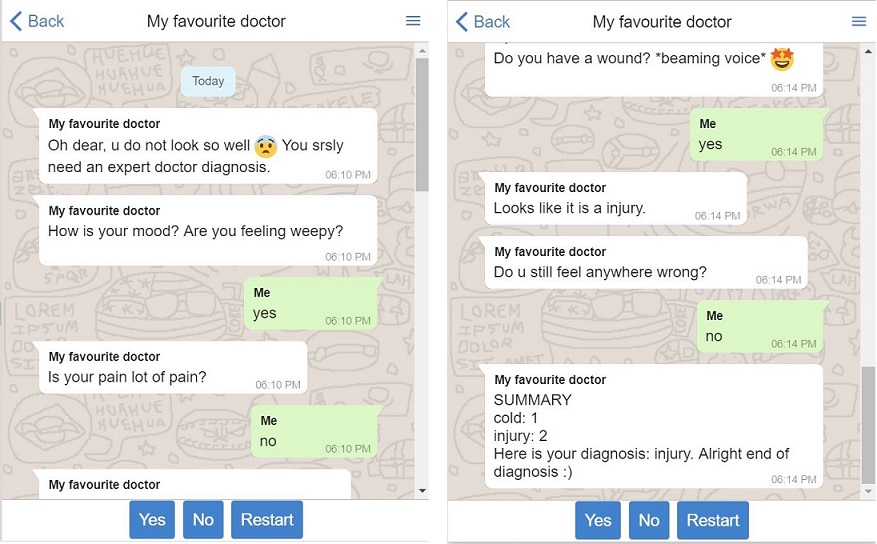 Back
My favourite doctor
HUEHUE
HUAHUE
HUEHUA
Today
My favourite doctor
Oh dear, u do not look so well 😨 You srsly
need an expert doctor diagnosis.
06:10 PM
My favourite doctor
How is your mood? Are you feeling weepy?
06:10 PM
SPQR
LAH
Me
yes
06:10 PM
LOREM
IPSUM
DOLOR
SIT
My favourite doctor
Is your pain lot of pain?
06:10 PM
HUAHUE
HUEHUA
Me
no
06:10 PM
My favourite doctor
Yes
No
Restart
Back
My favourite doctor
Do you have a wound? *beaming voice* 🤩
06:14 PM
Me
yes
06:14 PM
My favourite doctor
Looks like it is a injury.
06:14 PM
My favourite doctor
Do u still feel anywhere wrong?
06:14 PM
LAH
LOREM
IPSUM
DOLOR
SIT AMET
Me
no
06:14 PM
My favourite doctor
SUMMARY
cold: 1
injury: 2
Here is your diagnosis: injury. Alright end of
diagnosis :)
06:14 PM
Yes
No
Restart